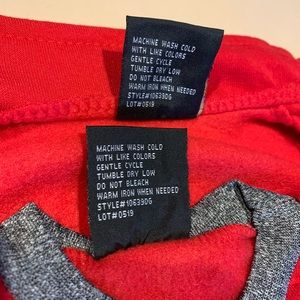 MACHINE WASH COLD
WITH LIKE COLORS
GENTLE CYCLE
TUMBLE DRY LOW
DO NOT BLEACH
WARM IRON WHEN NEEDED
STYLE#10639DG
LOT#0519
MACHINE WASH COLD
WITH LIKE COLORS
GENTLE CYCLE
TUMBLE DRY LOW
DO NOT BLEACH
WARM IRON WHEN NEEDED
STYLE#10639DG
LOT#0519